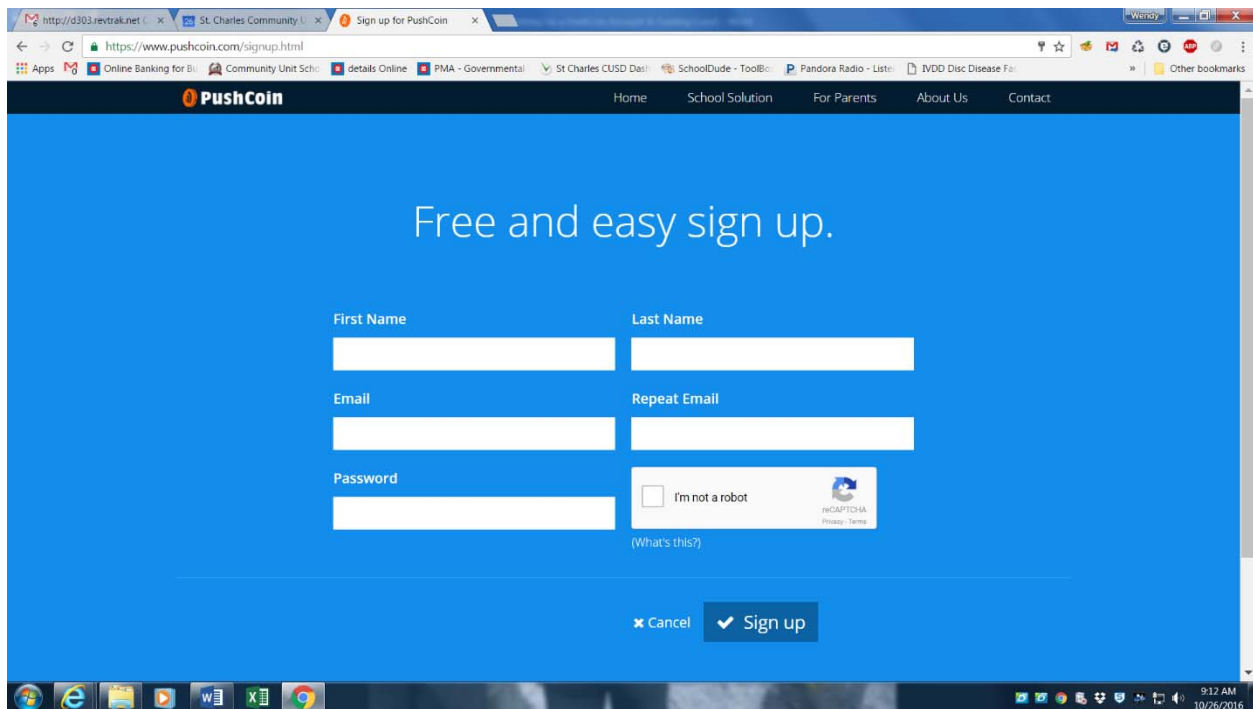 http://d303.revtrak.net
St. Charles Community U
Sign up for PushCoin
Wendy
https://www.pushcoin.com/signup.html
Apps
Online Banking for Bu
Community Unit Scho
details Online
PMA - Governmental
St Charles CUSD Dash
SchoolDude - ToolBo
Pandora Radio - Liste
IVDD Disc Disease Fa
»
Other bookmarks
PushCoin
Home
School Solution
For Parents
About Us
Contact
Free and easy sign up.
First Name
Last Name
Email
Repeat Email
Password
I'm not a robot
reCAPTCHA
Privacy - Terms
(What's this?)
Cancel
Sign up
9:12 AM
10/26/2016